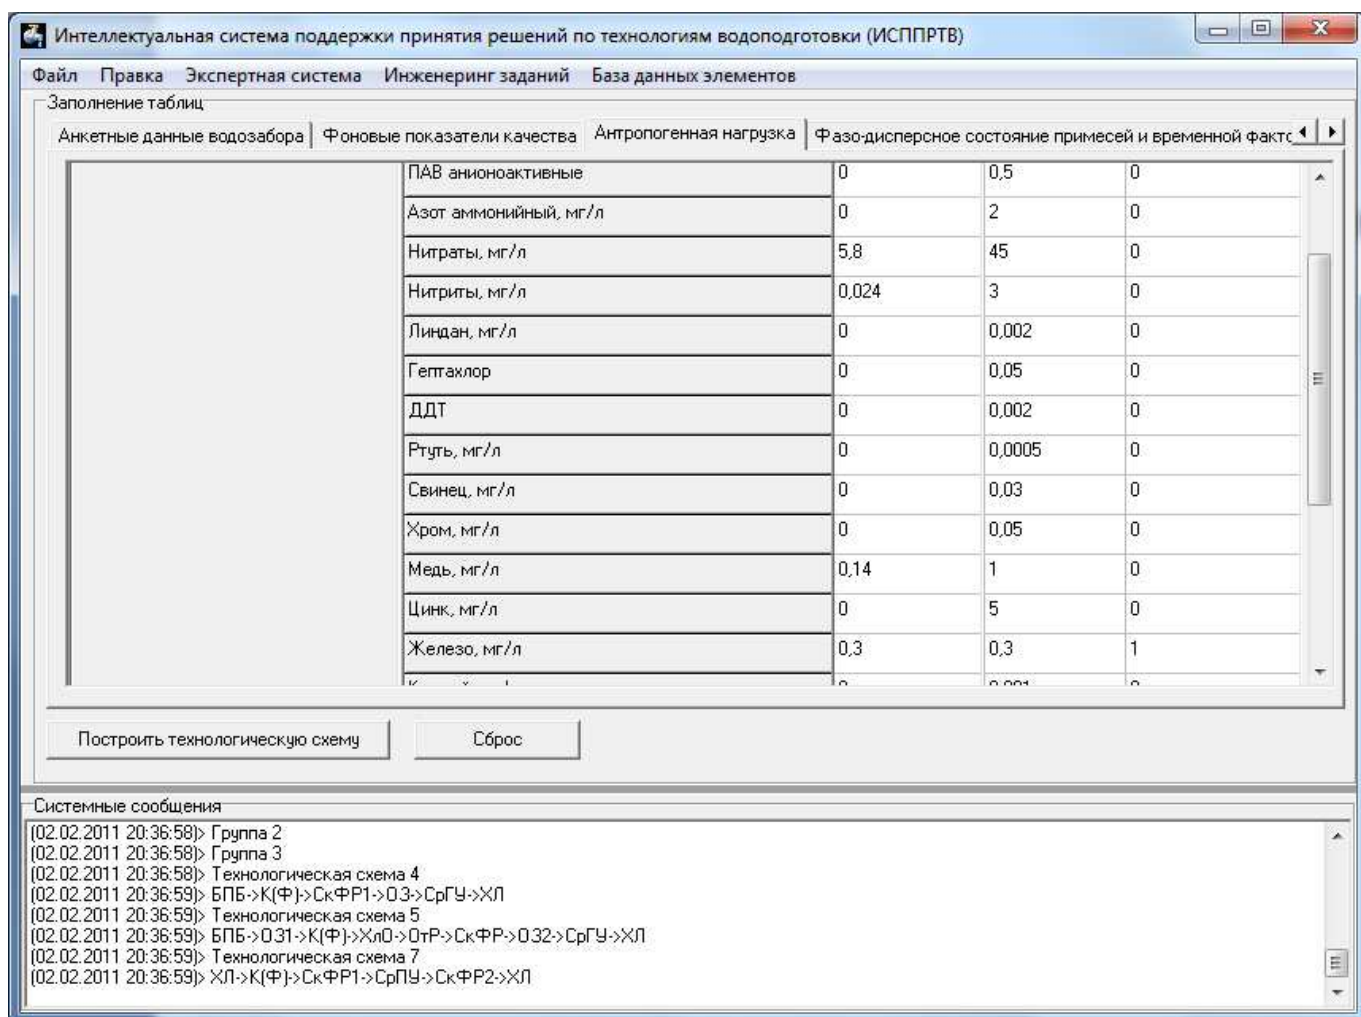 Интеллектуальная система поддержки принятия решений по технологиям водоподготовки (ИСППРТВ)
Файл Правка Экспертная система Инженеринг заданий База данных элементов
Заполнение таблиц
Анкетные данные водозабора Фоновые показатели качества Антропогенная нагрузка Фазо-дисперсное состояние примесей и временной факто
ПАВ анионоактивные 0 0,5 0
Азот аммонийный, мг/л 0 2 0
Нитраты, мг/л 5,8 45 0
Нитриты, мг/л 0,024 3 0
Линдан, мг/л 0 0,002 0
Гептахлор 0 0,05 0
ДДТ 0 0,002 0
Ртуть, мг/л 0 0,0005 0
Свинец, мг/л 0 0,03 0
Хром, мг/л 0 0,05 0
Медь, мг/л 0,14 1 0
Цинк, мг/л 0 5 0
Железо, мг/л 0,3 0,3 1
Построить технологическую схему Сброс
Системные сообщения
(02.02.2011 20:36:58)> Группа 2
(02.02.2011 20:36:58)> Группа 3
(02.02.2011 20:36:58)> Технологическая схема 4
(02.02.2011 20:36:59)> БПБ->К(Ф)->СкФР1->ОЗ->СрГУ->ХЛ
(02.02.2011 20:36:59)> Технологическая схема 5
(02.02.2011 20:36:59)> БПБ->ОЗ1->К(Ф)->ХлО->ОтР->СкФР->ОЗ2->СрГУ->ХЛ
(02.02.2011 20:36:59)> Технологическая схема 7
(02.02.2011 20:36:59)> ХЛ->К(Ф)->СкФР1->СрПУ->СкФР2->ХЛ